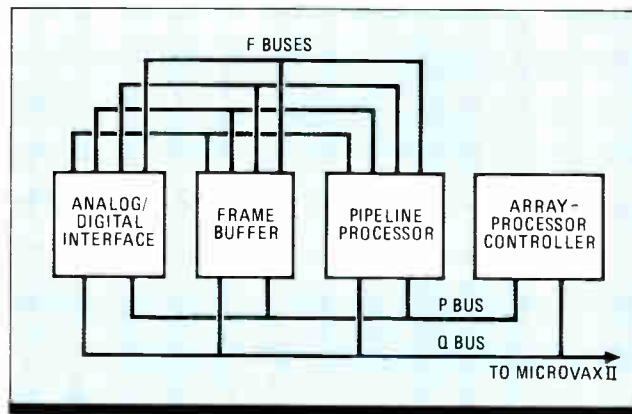 F BUSES
ANALOG/
DIGITAL
INTERFACE
FRAME
BUFFER
PIPELINE
PROCESSOR
ARRAY-
PROCESSOR
CONTROLLER
P BUS
Q BUS
TO MICROVAX II